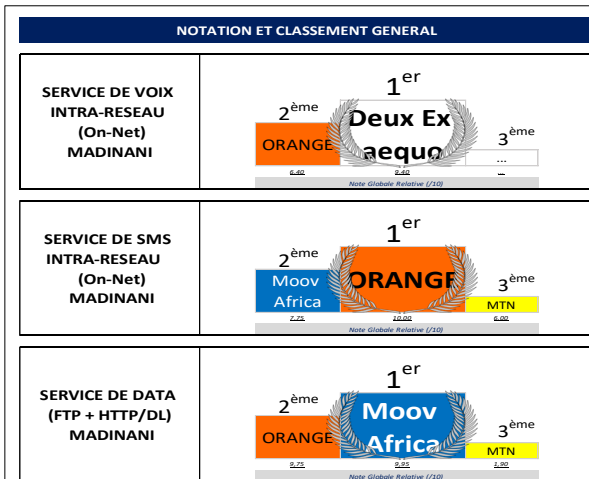 NOTATION ET CLASSEMENT GENERAL
SERVICE DE VOIX
INTRA-RESEAU
(On-Net)
MADINANI
1er
2ème
Deux Ex
aequo
ORANGE
3ème
...
6,40
9,40
...
Note Globale Relative (/10)
SERVICE DE SMS
INTRA-RESEAU
(On-Net)
MADINANI
1er
2ème
Moov
Africa
ORANGE
3ème
MTN
7,75
10,00
6,00
Note Globale Relative (/10)
SERVICE DE DATA
(FTP + HTTP/DL)
MADINANI
1er
2ème
ORANGE
Moov
Africa
3ème
MTN
9,75
9,95
1,90
Note Globale Relative (/10)